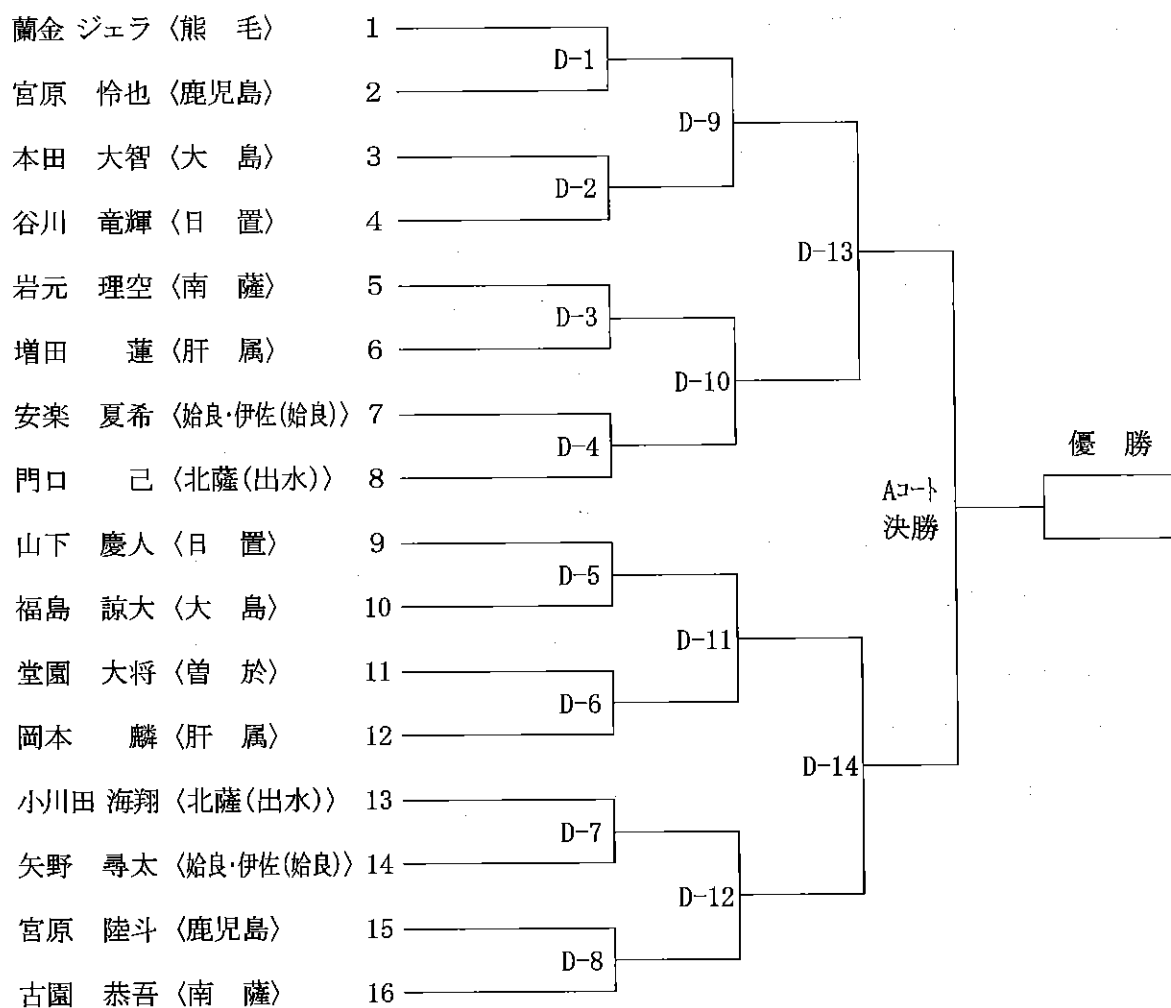 蘭金 ジェラ 〈熊 毛〉 1
D-1
宮原 怜也 〈鹿児島〉 2
D-9
本田 大智 〈大 島〉 3
D-2
谷川 竜輝 〈日 置〉 4
D-13
岩元 理空 〈南 薩〉 5
D-3
増田 蓮 〈肝 属〉 6
D-10
安楽 夏希 〈姶良・伊佐(姶良)〉 7
D-4
門口 己 〈北薩(出水)〉 8
優 勝
Aコート
決勝
山下 慶人 〈日 置〉 9
D-5
福島 諒大 〈大 島〉 10
D-11
堂園 大将 〈曽 於〉 11
D-6
岡本 麟 〈肝 属〉 12
D-14
小川田 海翔 〈北薩(出水)〉 13
D-7
矢野 尋太 〈姶良・伊佐(姶良)〉 14
D-12
宮原 陸斗 〈鹿児島〉 15
D-8
古園 恭吾 〈南 薩〉 16